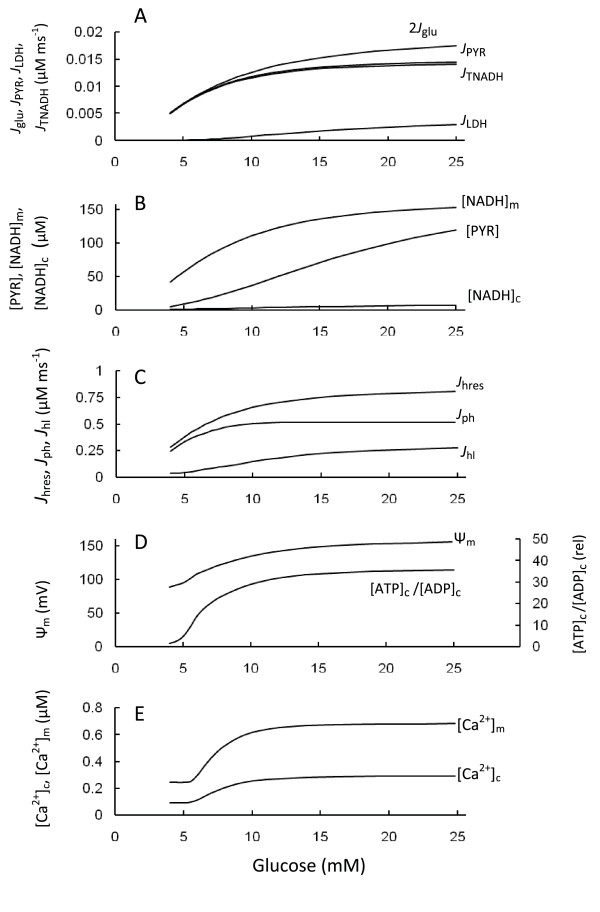 A
2Jglu
JPYR
JTNADH
JLDH
Jglu, JPYR, JLDH,
JTNADH (μM ms⁻¹)
0.02
0.015
0.01
0.005
0
0 5 10 15 20 25
B
[NADH]m
[PYR]
[NADH]c
[PYR], [NADH]m,
[NADH]c (μM)
150
100
50
0
0 5 10 15 20 25
C
Jhres
Jph
Jhl
Jhres, Jph, Jhl (μM ms⁻¹)
1
0.75
0.5
0.25
0
0 5 10 15 20 25
D
Ψm
[ATP]c /[ADP]c
Ψm (mV)
150
100
50
0
50
40
30
20
10
0
[ATP]c/[ADP]c (rel)
0 5 10 15 20 25
E
[Ca²⁺]m
[Ca²⁺]c
[Ca²⁺]c, [Ca²⁺]m (μM)
0.8
0.6
0.4
0.2
0
0 5 10 15 20 25
Glucose (mM)